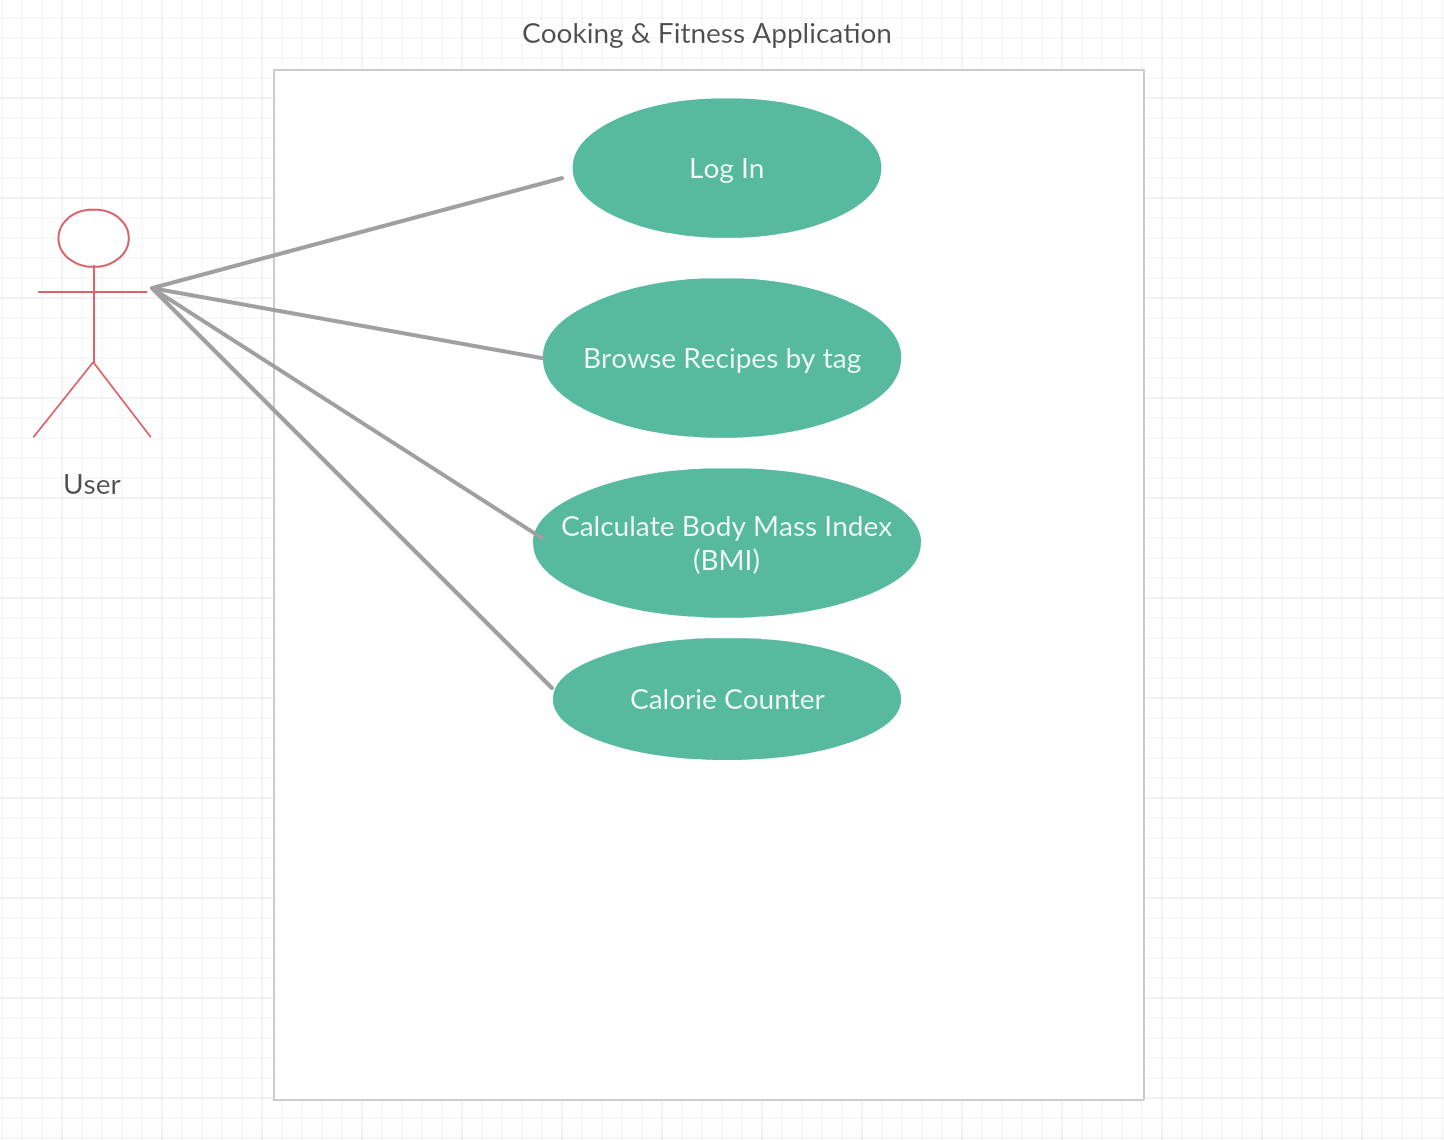 Cooking & Fitness Application
Log In
Browse Recipes by tag
User
Calculate Body Mass Index
(BMI)
Calorie Counter